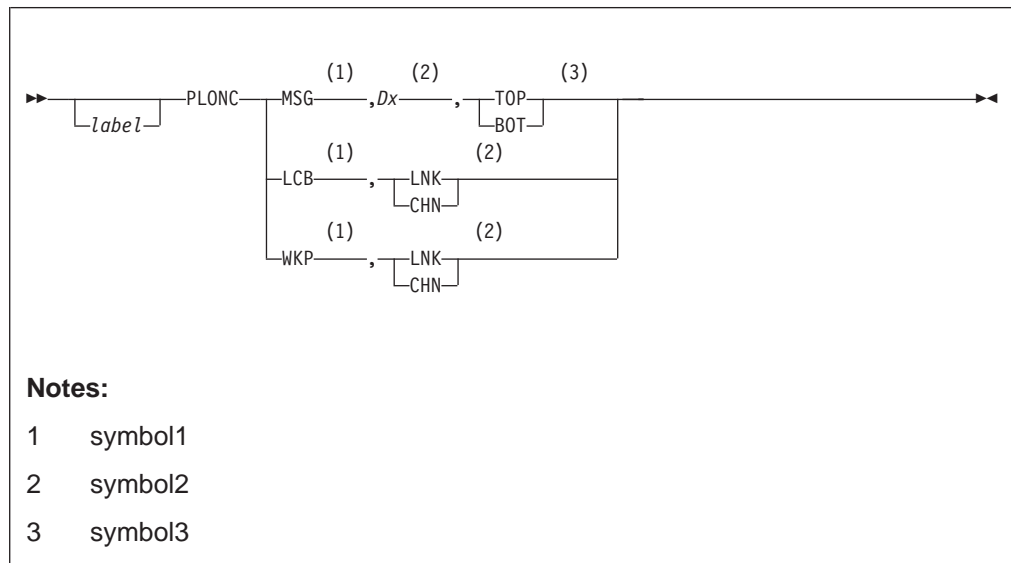 (1) (2) (3)
PLONC MSG ,Dx , TOP
label BOT
(1) (2)
LCB , LNK
CHN
(1) (2)
WKP , LNK
CHN
Notes:
1 symbol1
2 symbol2
3 symbol3